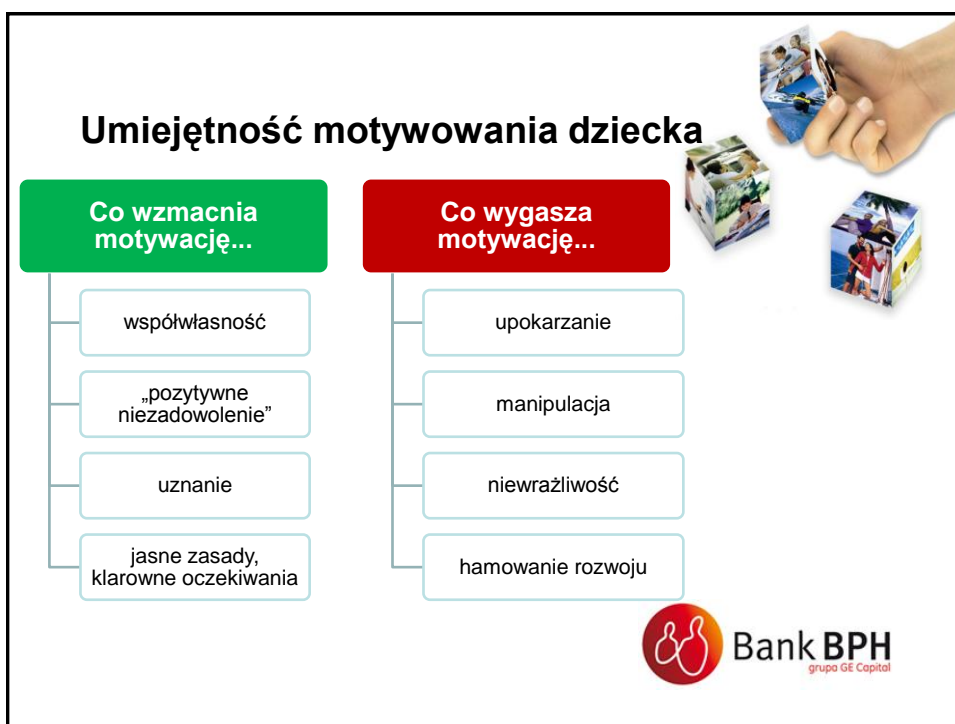 Umiejętność motywowania dziecka
Co wzmacnia
motywację...
współwłasność
„pozytywne
niezadowolenie”
uznanie
jasne zasady,
klarowne oczekiwania
Co wygasza
motywację...
upokarzanie
manipulacja
niewrażliwość
hamowanie rozwoju
Bank BPH
grupa GE Capital